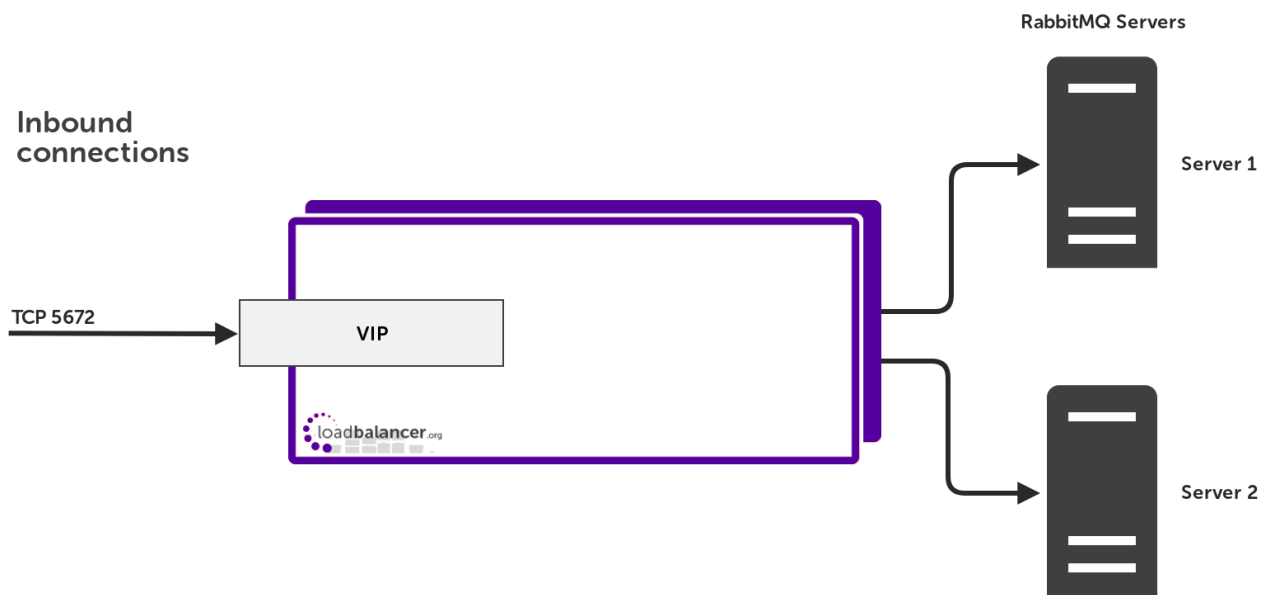 RabbitMQ Servers
Inbound
connections
Server 1
TCP 5672
VIP
loadbalancer.org
Server 2